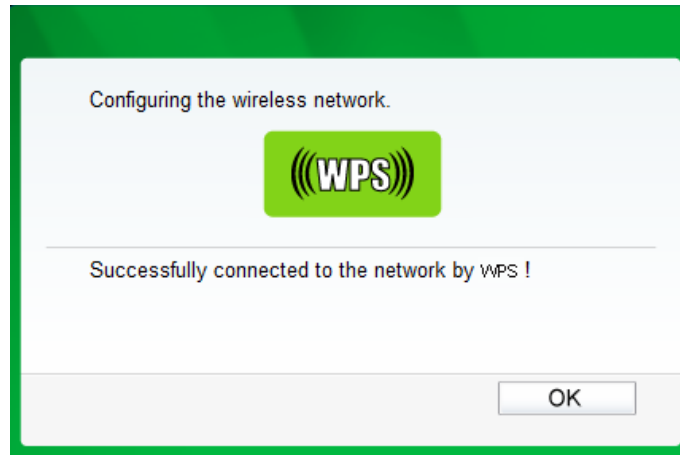 Configuring the wireless network.
(((WPS)))
Successfully connected to the network by WPS !
OK